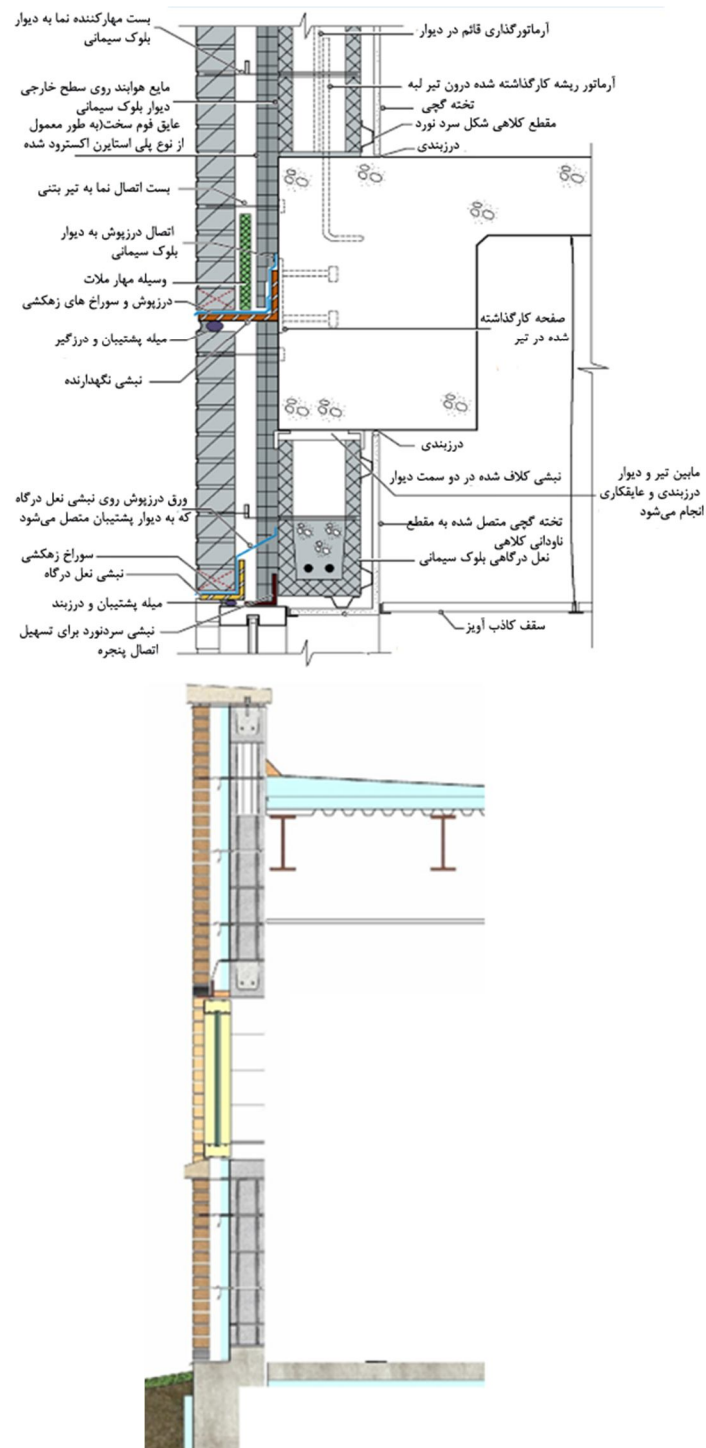 بست مهارکننده نما به دیوار
بلوک سیمانی
مایع هوابند روی سطح خارجی
دیوار بلوک سیمانی
عایق فوم سخت(به طور معمول
از نوع پلی استایرن اکسترود شده
بست اتصال نما به تیر بتنی
اتصال درزپوش به دیوار
بلوک سیمانی
وسیله مهار ملات
درزپوش و سوراخ های زهکشی
میله پشتیبان و درزگیر
نبشی نگهدارنده
ورق درزپوش روی نبشی نعل درگاه
که به دیوار پشتیبان متصل می‌شود
سوراخ زهکشی
نبشی نعل درگاه
میله پشتیبان و درزبند
نبشی سردنورد برای تسهیل
اتصال پنجره
آرماتورگذاری قائم در دیوار
آرماتور ریشه کارگذاشته شده درون تیر لبه
تخته گچی
مقطع کلاهی شکل سرد نورد
درزبندی
صفحه کارگذاشته
شده در تیر
درزبندی
نبشی کلاف شده در دو سمت دیوار
مابین تیر و دیوار
درزبندی و عایقکاری
انجام می‌شود
تخته گچی متصل شده به مقطع
ناودانی کلاهی
نعل درگاهی بلوک سیمانی
سقف کاذب آویز